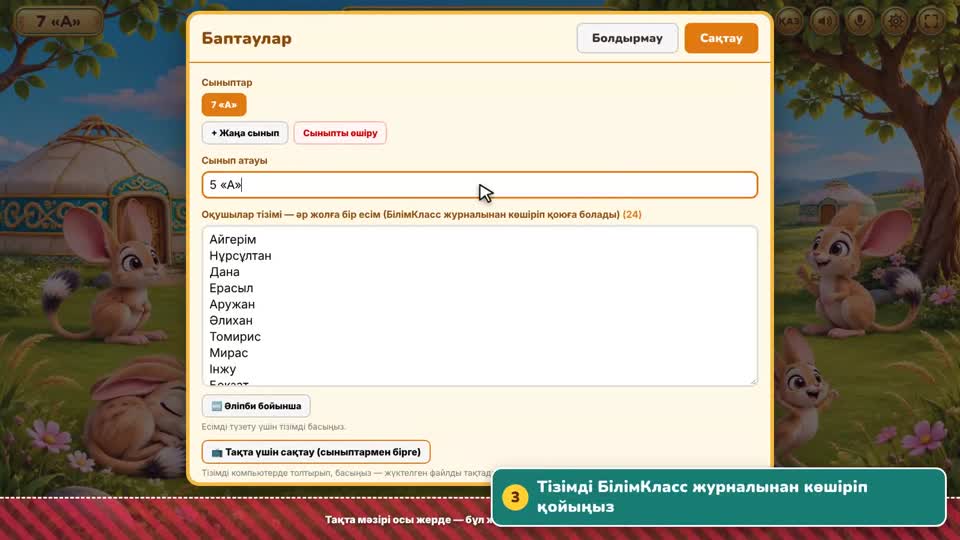 7 «А»
ҚАЗ
Баптаулар
Болдырмау
Сақтау
Сыныптар
7 «А»
+ Жаңа сынып
Сыныпты өшіру
Сынып атауы
5 «А»
Оқушылар тізімі — әр жолға бір есім (БілімКласс журналынан көшіріп қоюға болады) (24)
Айгерім
Нұрсұлтан
Дана
Ерасыл
Аружан
Әлихан
Томирис
Мирас
Інжу
Әліпби бойынша
Есімді түзету үшін тізімді басыңыз.
Тақта үшін сақтау (сыныптармен бірге)
Тізімді компьютерде толтырып, басыңыз — жүктелген файлды
3
Тізімді БілімКласс журналынан көшіріп
қойыңыз
Тақта мәзірі осы жерде — бұл